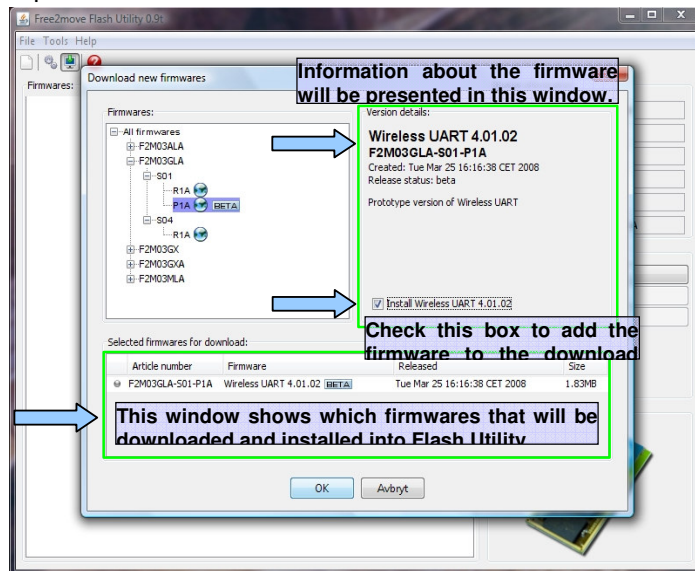 Free2move Flash Utility 0.9t
File Tools Help
Firmwares:
Download new firmwares
Information about the firmware
will be presented in this window.
Firmwares:
All firmwares
F2M03ALA
F2M03GLA
S01
R1A
P1A BETA
S04
R1A
F2M03GX
F2M03GXA
F2M03MLA
Version details:
Wireless UART 4.01.02
F2M03GLA-S01-P1A
Created: Tue Mar 25 16:16:38 CET 2008
Release status: beta
Prototype version of Wireless UART
Install Wireless UART 4.01.02
Check this box to add the
firmware to the download
Selected firmwares for download:
Article number Firmware Released Size
F2M03GLA-S01-P1A Wireless UART 4.01.02 BETA Tue Mar 25 16:16:38 CET 2008 1.83MB
This window shows which firmwares that will be
downloaded and installed into Flash Utility
OK Avbryt